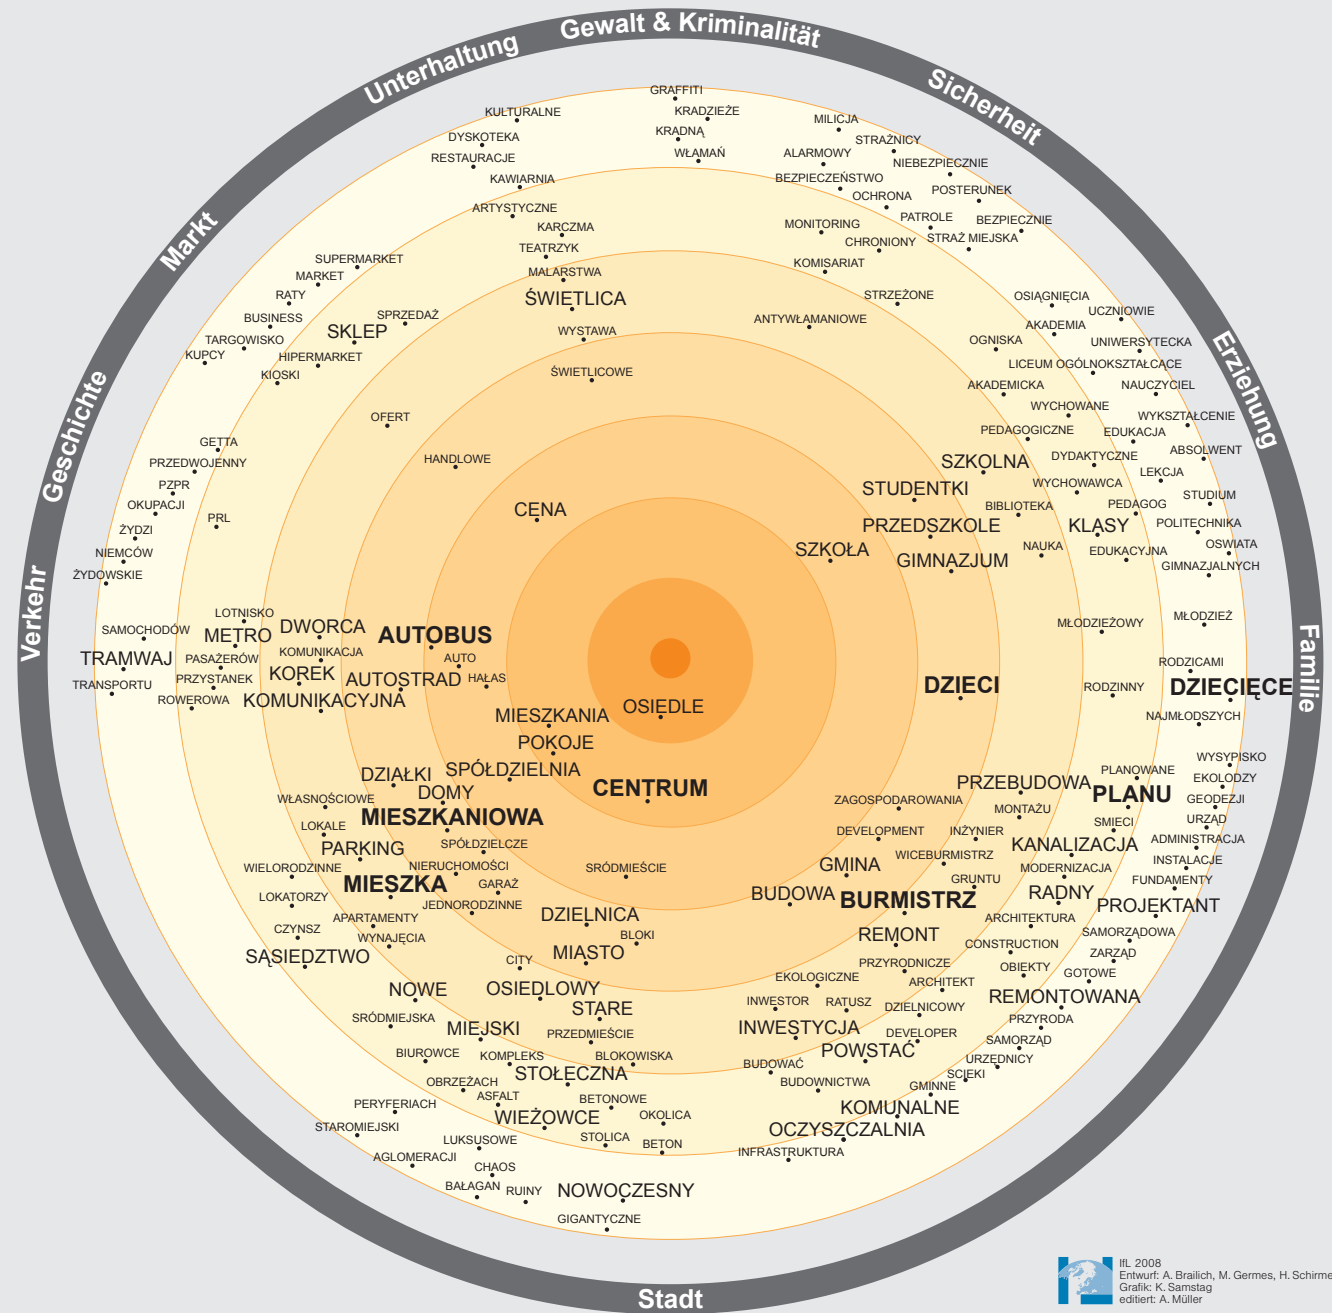 Gewalt & Kriminalität
Unterhaltung
Sicherheit
Markt
Erziehung
Geschichte
Verkehr
Familie
Stadt
GRAFFITI
KRADZIEŻE
KRADNĄ
WŁAMAŃ
KULTURALNE
DYSKOTEKA
RESTAURACJE
KAWIARNIA
ARTYSTYCZNE
KARCZMA
TEATRZYK
MALARSTWA
ŚWIETLICA
WYSTAWA
ŚWIETLICOWE
MILICJA
STRAŻNICY
ALARMOWY
NIEBEZPIECZNIE
BEZPIECZEŃSTWO
OCHRONA
POSTERUNEK
PATROLE
BEZPIECZNIE
MONITORING
STRAŻ MIEJSKA
CHRONIONY
KOMISARIAT
STRZEŻONE
ANTYWŁAMANIOWE
SUPERMARKET
MARKET
RATY
BUSINESS
SPRZEDAŻ
SKLEP
TARGOWISKO
KUPCY
HIPERMARKET
KIOSKI
OFERT
HANDLOWE
CENA
OSIĄGNIĘCIA
UCZNIOWIE
AKADEMIA
OGNISKA
UNIWERSYTECKA
LICEUM OGÓLNOKSZTAŁCĄCE
AKADEMICKA
NAUCZYCIEL
WYCHOWANE
WYKSZTAŁCENIE
PEDAGOGICZNE
EDUKACJA
ABSOLWENT
DYDAKTYCZNE
SZKOLNA
LEKCJA
WYCHOWAWCA
STUDENTKI
STUDIUM
BIBLIOTEKA
PEDAGOG
PRZEDSZKOLE
KLASY
POLITECHNIKA
SZKOŁA
NAUKA
EDUKACYJNA
OSWIATA
GIMNAZJUM
GIMNAZJALNYCH
GETTA
PRZEDWOJENNY
PZPR
OKUPACJI
PRL
ŻYDZI
NIEMCÓW
ŻYDOWSKIE
LOTNISKO
SAMOCHODÓW
METRO
DWORCA
AUTOBUS
TRAMWAJ
PASAŻERÓW
KOMUNIKACJA
AUTO
TRANSPORTU
PRZYSTANEK
KOREK
AUTOSTRAD
HAŁAS
ROWEROWA
KOMUNIKACYJNA
MŁODZIEŻ
MŁODZIEŻOWY
RODZICAMI
DZIECI
RODZINNY
DZIECIĘCE
NAJMŁODSZYCH
OSIEDLE
MIESZKANIA
POKOJE
SPÓŁDZIELNIA
CENTRUM
DZIAŁKI
DOMY
WŁASNOŚCIOWE
MIESZKANIOWA
LOKALE
PARKING
SPÓŁDZIELCZE
WIELORODZINNE
NIERUCHOMOŚCI
MIESZKA
GARAŻ
LOKATORZY
JEDNORODZINNE
APARTAMENTY
CZYNSZ
WYNAJĘCIA
SĄSIEDZTWO
SRÓDMIEŚCIE
DZIELNICA
BLOKI
MIASTO
CITY
OSIEDLOWY
NOWE
STARE
SRÓDMIEJSKA
MIEJSKI
PRZEDMIEŚCIE
BIUROWCE
KOMPLEKS
BLOKOWISKA
STOŁECZNA
OBRZEŻACH
ASFALT
BETONOWE
PERYFERIACH
WIEŻOWCE
OKOLICA
STAROMIEJSKI
LUKSUSOWE
STOLICA
BETON
AGLOMERACJI
CHAOS
BAŁAGAN
RUINY
NOWOCZESNY
GIGANTYCZNE
WYSYPISKO
PLANOWANE
EKOLODZY
PRZEBUDOWA
PLANU
GEODEZJI
ZAGOSPODAROWANIA
MONTAŻU
SMIECI
URZĄD
DEVELOPMENT
INŻYNIER
KANALIZACJA
ADMINISTRACJA
GMINA
WICEBURMISTRZ
INSTALACJE
GRUNTU
MODERNIZACJA
FUNDAMENTY
BUDOWA
BURMISTRZ
RADNY
PROJEKTANT
ARCHITEKTURA
REMONT
SAMORZĄDOWA
CONSTRUCTION
ZARZĄD
PRZYRODNICZE
OBIEKTY
GOTOWE
EKOLOGICZNE
ARCHITEKT
REMONTOWANA
INWESTOR
RATUSZ
DZIELNICOWY
PRZYRODA
INWESTYCJA
DEVELOPER
SAMORZĄD
POWSTAĆ
URZĘDNICY
BUDOWAĆ
SCIEKI
BUDOWNICTWA
GMINNE
KOMUNALNE
OCZYSZCZALNIA
INFRASTRUKTURA
IfL 2008
Entwurf: A. Brailich, M. Germes, H. Schirme
Grafik: K. Samstag
editiert: A. Müller